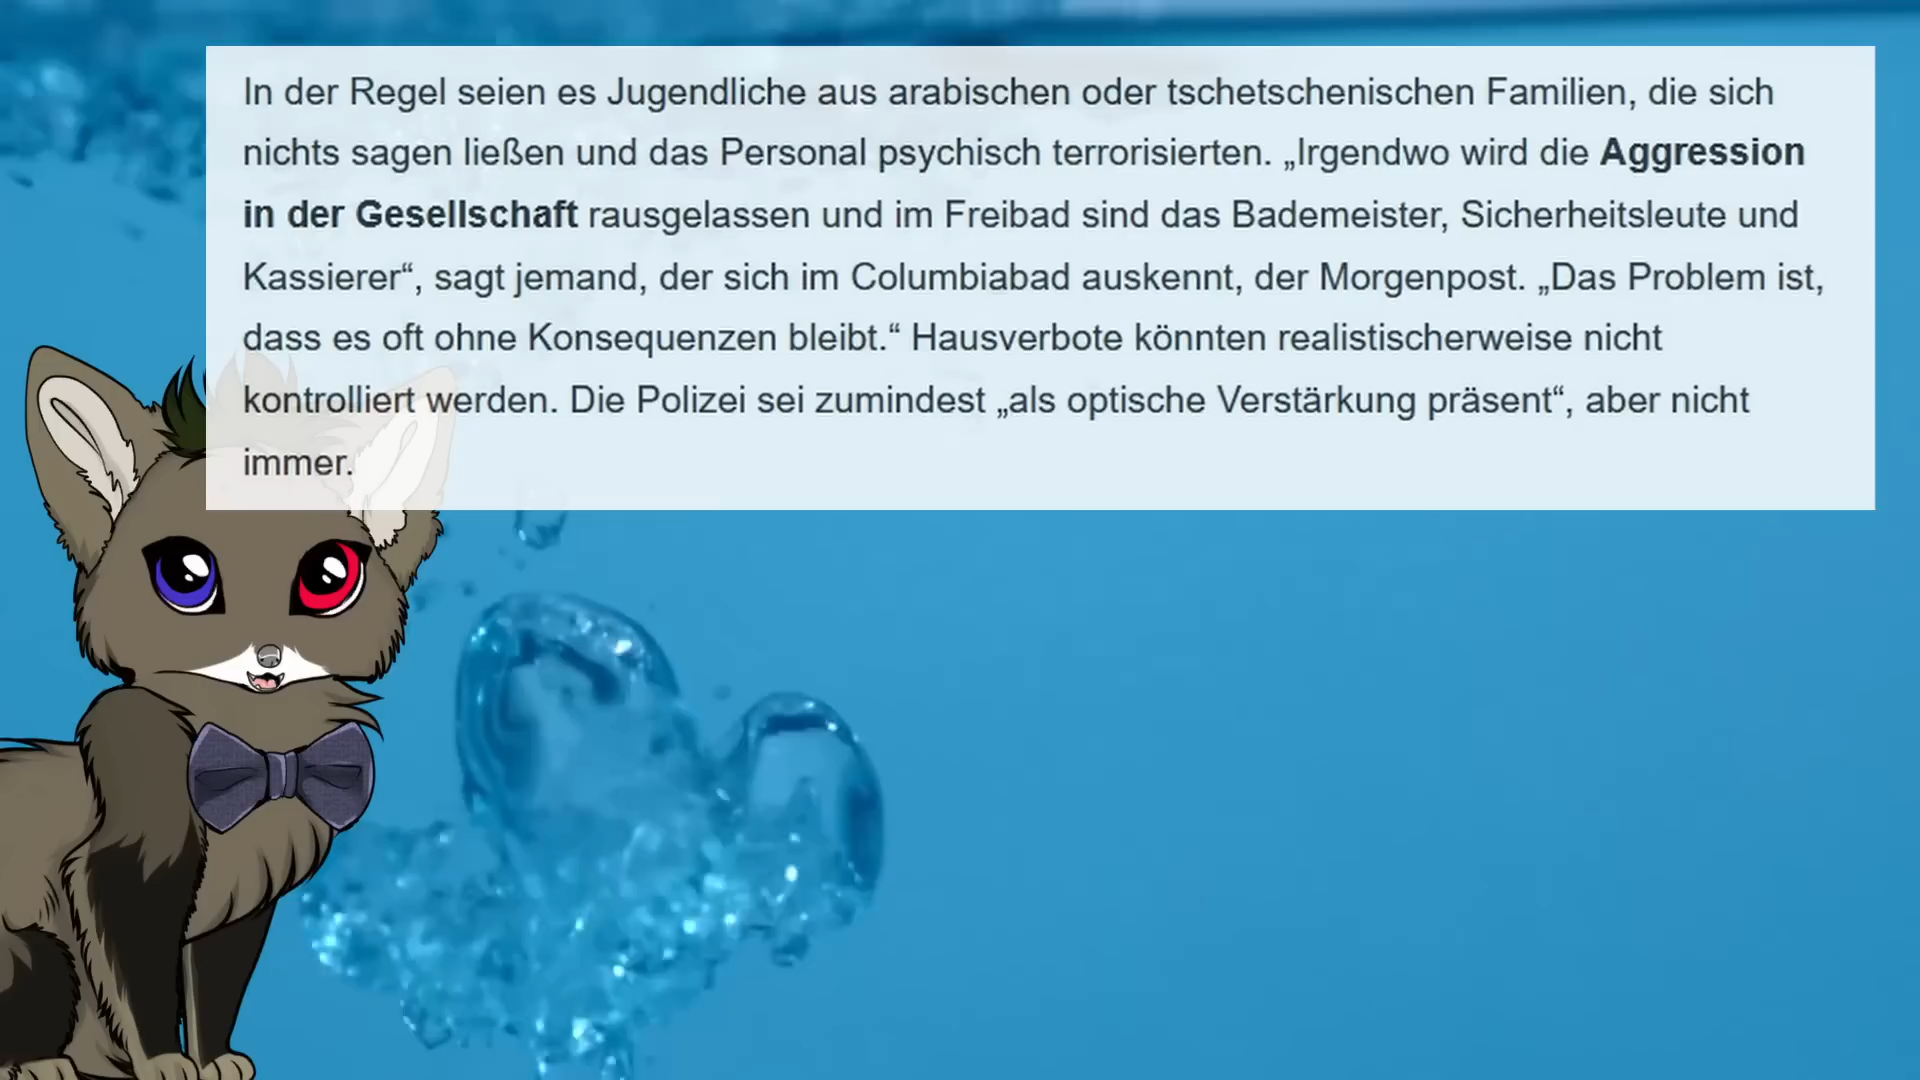 In der Regel seien es Jugendliche aus arabischen oder tschetschenischen Familien, die sich
nichts sagen ließen und das Personal psychisch terrorisierten. „Irgendwo wird die Aggression
in der Gesellschaft rausgelassen und im Freibad sind das Bademeister, Sicherheitsleute und
Kassierer“, sagt jemand, der sich im Columbiabad auskennt, der Morgenpost. „Das Problem ist,
dass es oft ohne Konsequenzen bleibt.“ Hausverbote könnten realistischerweise nicht
kontrolliert werden. Die Polizei sei zumindest „als optische Verstärkung präsent“, aber nicht
immer.